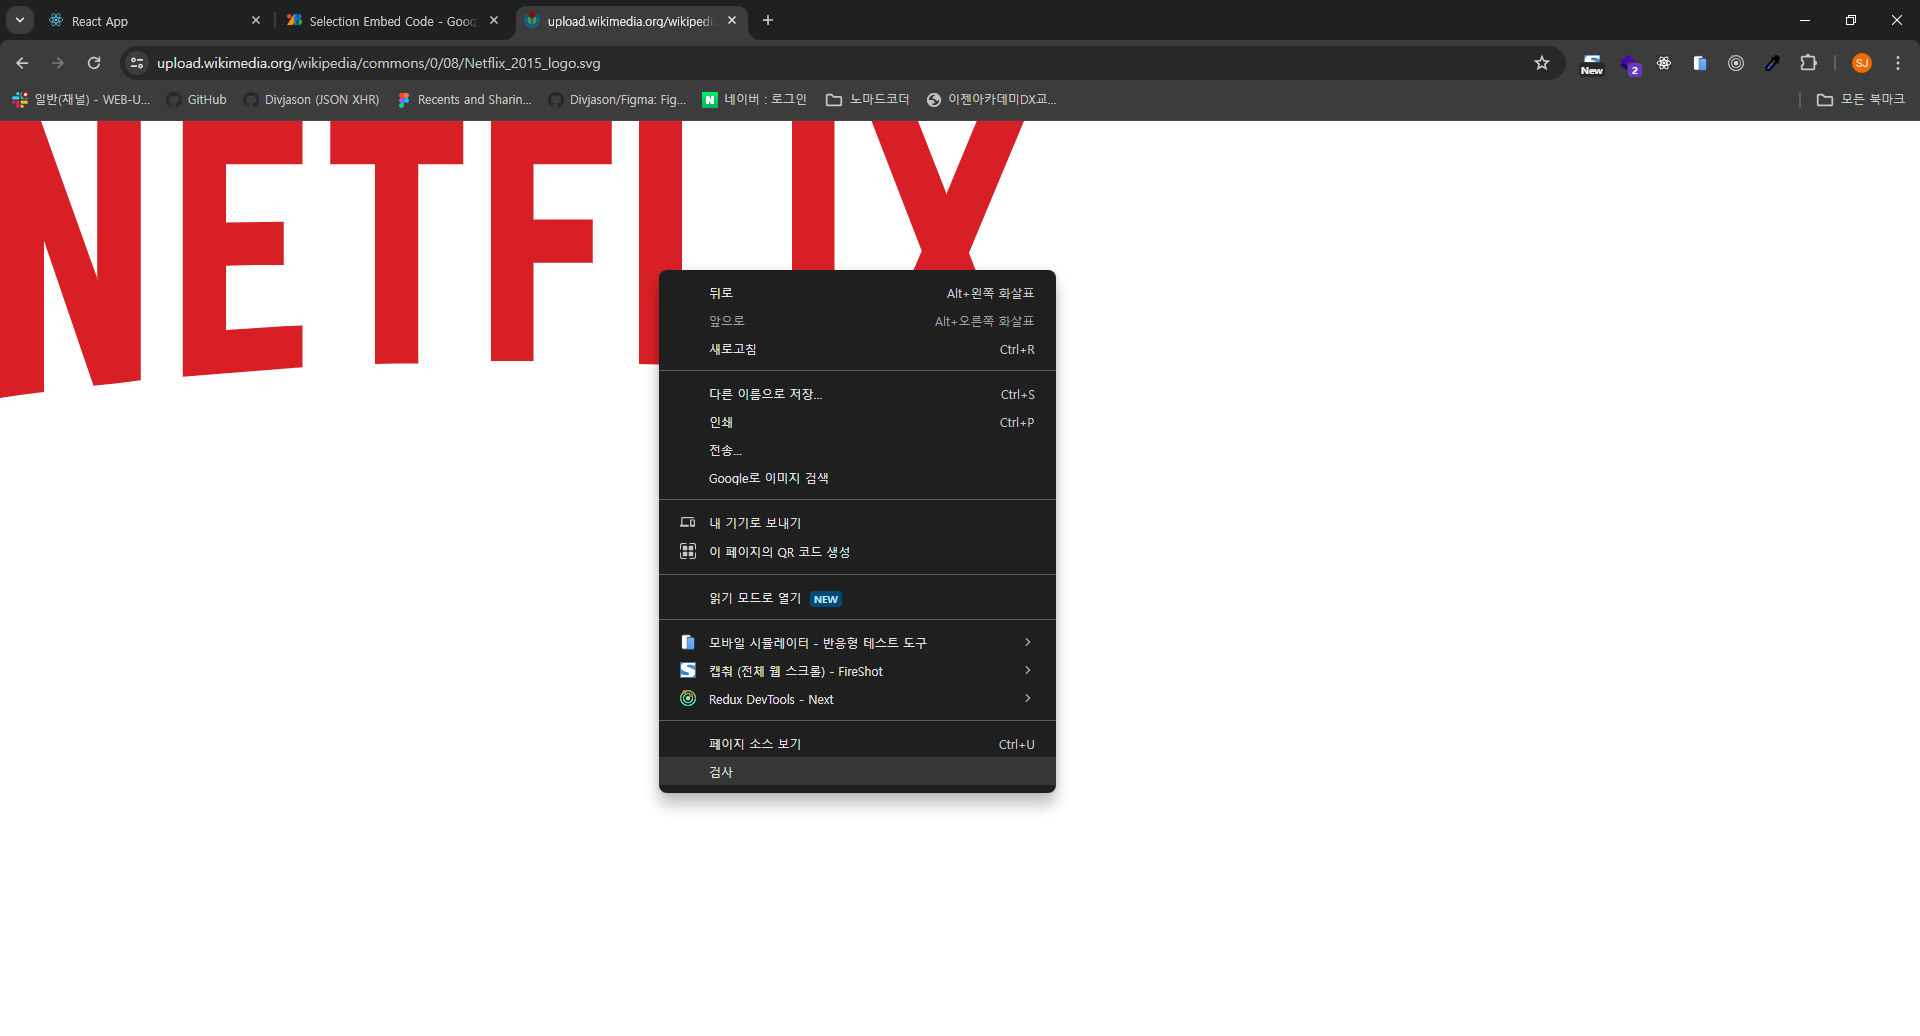 React App
Selection Embed Code - Goog
upload.wikimedia.org/wikipedi
upload.wikimedia.org/wikipedia/commons/0/08/Netflix_2015_logo.svg
New
2
SJ
일반(채널) - WEB-U...
GitHub
Divjason (JSON XHR)
Recents and Sharin...
Divjason/Figma: Fig...
N
네이버 : 로그인
노마드코더
이젠아카데미DX교...
모든 북마크
NETFLIX
뒤로 Alt+왼쪽 화살표
앞으로 Alt+오른쪽 화살표
새로고침 Ctrl+R
다른 이름으로 저장... Ctrl+S
인쇄 Ctrl+P
전송...
Google로 이미지 검색
내 기기로 보내기
이 페이지의 QR 코드 생성
읽기 모드로 열기 NEW
모바일 시뮬레이터 - 반응형 테스트 도구
캡춰 (전체 웹 스크롤) - FireShot
Redux DevTools - Next
페이지 소스 보기 Ctrl+U
검사